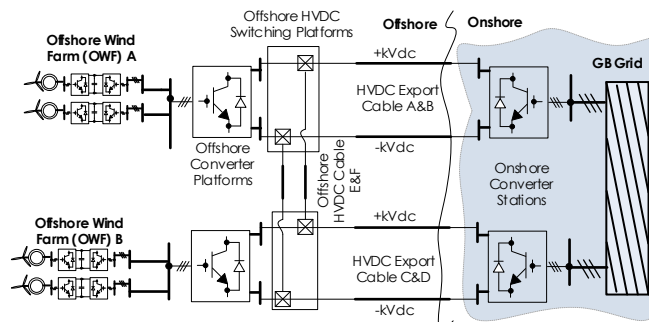 Offshore HVDC
Switching Platforms
Offshore
Onshore
Offshore Wind
Farm (OWF) A
+kVdc
GB Grid
HVDC Export
Cable A&B
Offshore
Converter
Platforms
-kVdc
Offshore
HVDC Cable
E&F
Onshore
Converter
Stations
Offshore Wind
Farm (OWF) B
+kVdc
HVDC Export
Cable C&D
-kVdc